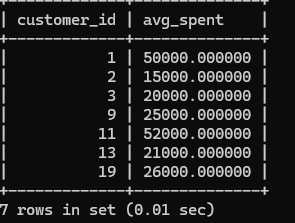 +-------------+--------------+
| customer_id | avg_spent    |
+-------------+--------------+
|           1 | 50000.000000 |
|           2 | 15000.000000 |
|           3 | 20000.000000 |
|           9 | 25000.000000 |
|          11 | 52000.000000 |
|          13 | 21000.000000 |
|          19 | 26000.000000 |
+-------------+--------------+
7 rows in set (0.01 sec)